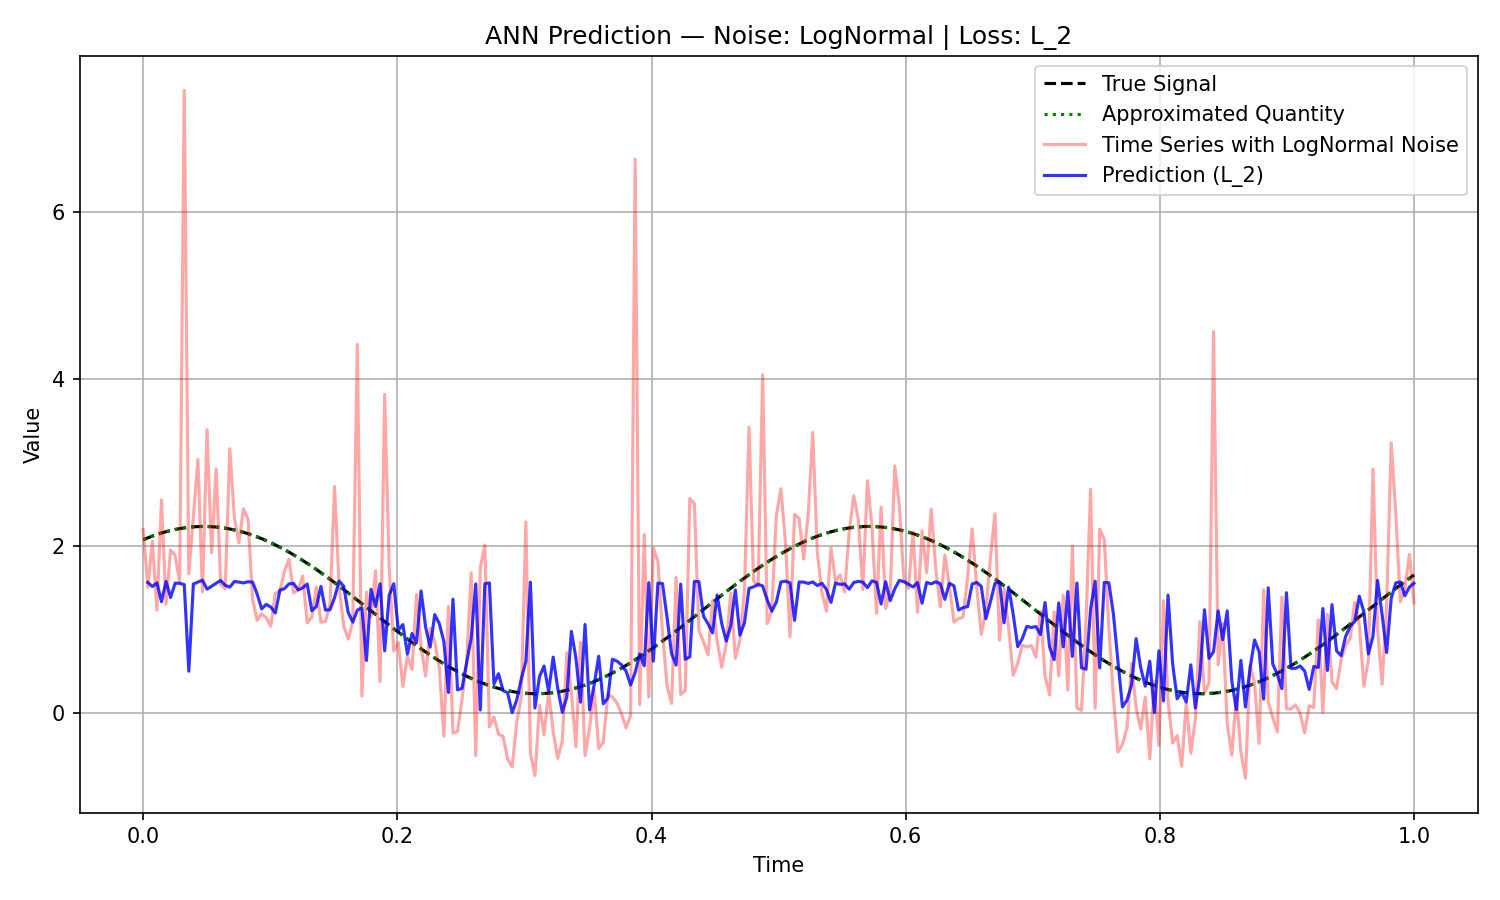 ANN Prediction — Noise: LogNormal | Loss: L_2
True Signal
Approximated Quantity
Time Series with LogNormal Noise
Prediction (L_2)
Value
6
4
2
0
0.0 0.2 0.4 0.6 0.8 1.0
Time